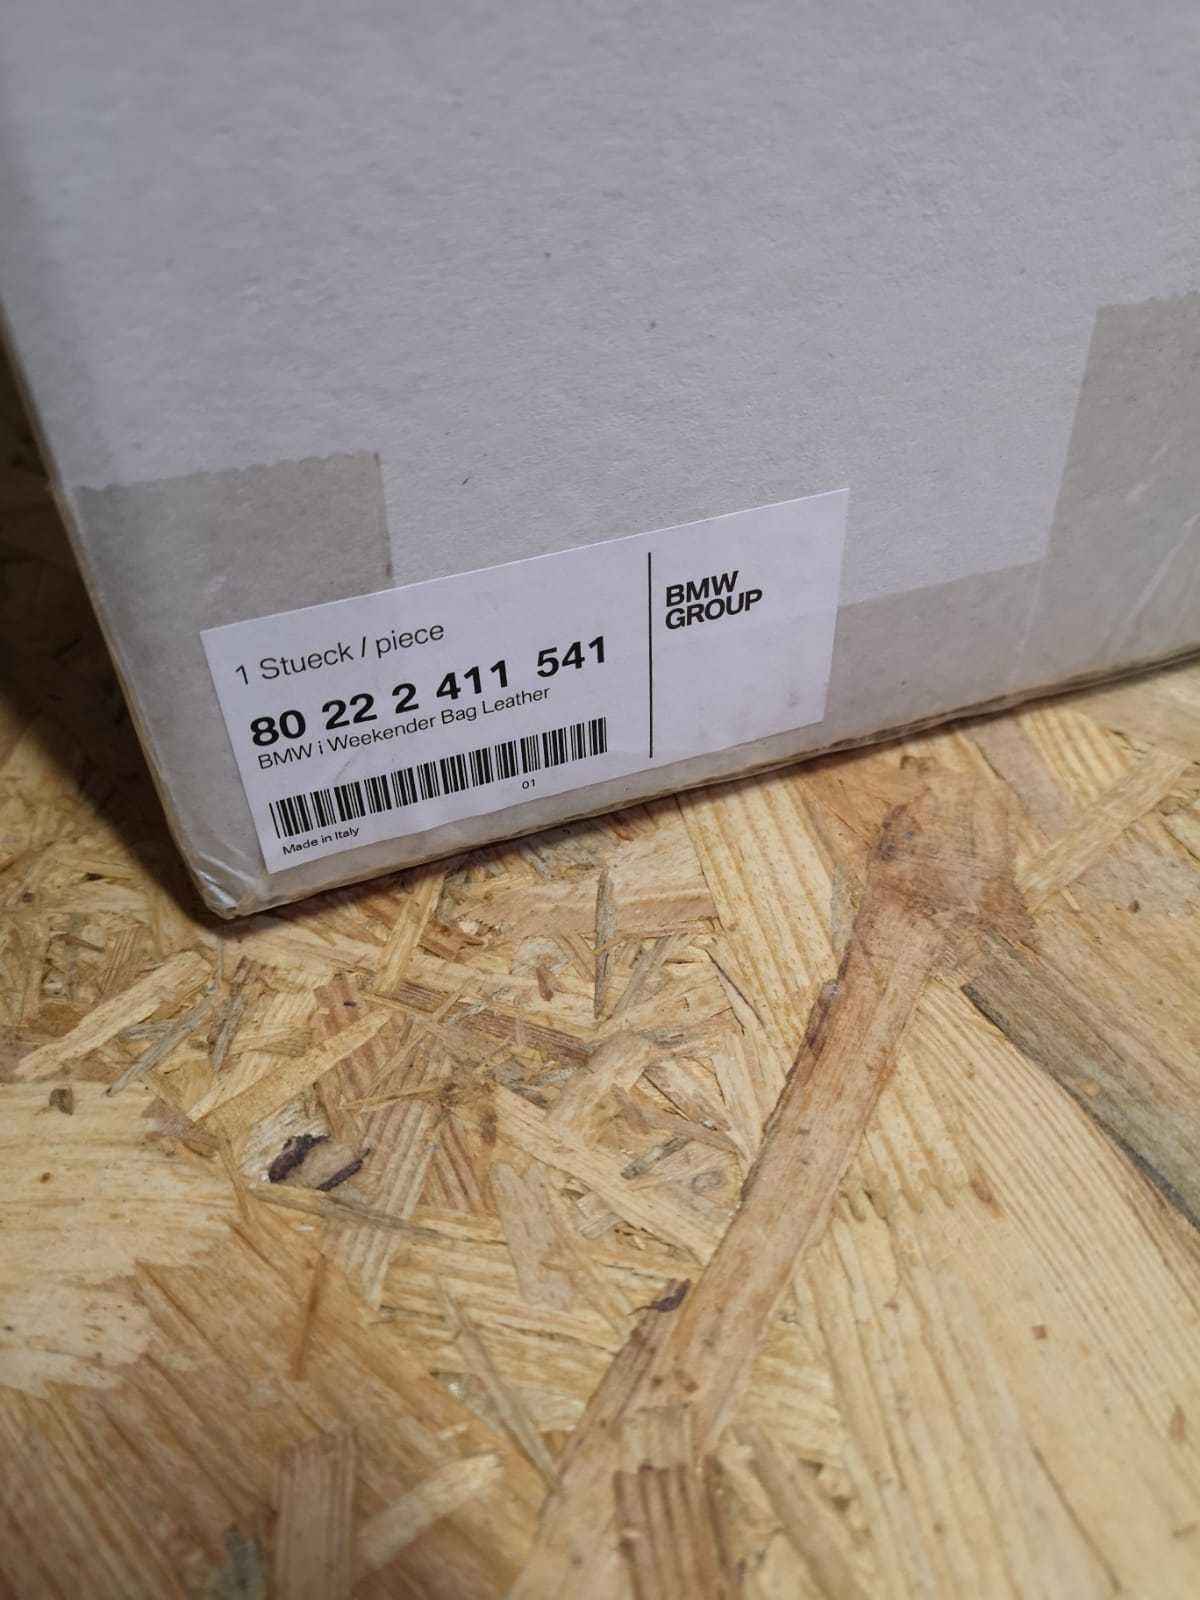 1 Stueck / piece
80 22 2 411 541
BMW i Weekender Bag Leather
01
Made in Italy
BMW
GROUP